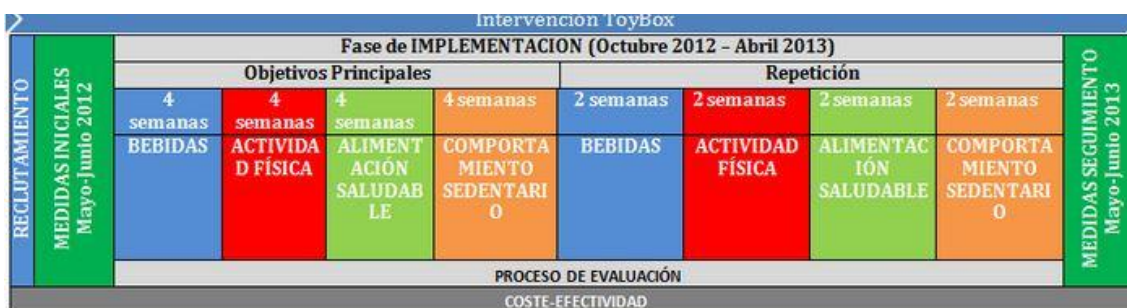 Intervención ToyBox
RECLUTAMIENTO
MEDIDAS INICIALES
Mayo-Junio 2012
Fase de IMPLEMENTACION (Octubre 2012 – Abril 2013)
Objetivos Principales
Repetición
4
semanas
4
semanas
4
semanas
4 semanas
2 semanas
2 semanas
2 semanas
2 semanas
BEBIDAS
ACTIVIDA
D FÍSICA
ALIMENT
ACIÓN
SALUDAB
LE
COMPORTA
MIENTO
SEDENTARI
O
BEBIDAS
ACTIVIDAD
FÍSICA
ALIMENTAC
IÓN
SALUDABLE
COMPORTA
MIENTO
SEDENTARI
O
MEDIDAS SEGUIMIENTO
Mayo-Junio 2013
PROCESO DE EVALUACIÓN
COSTE-EFECTIVIDAD